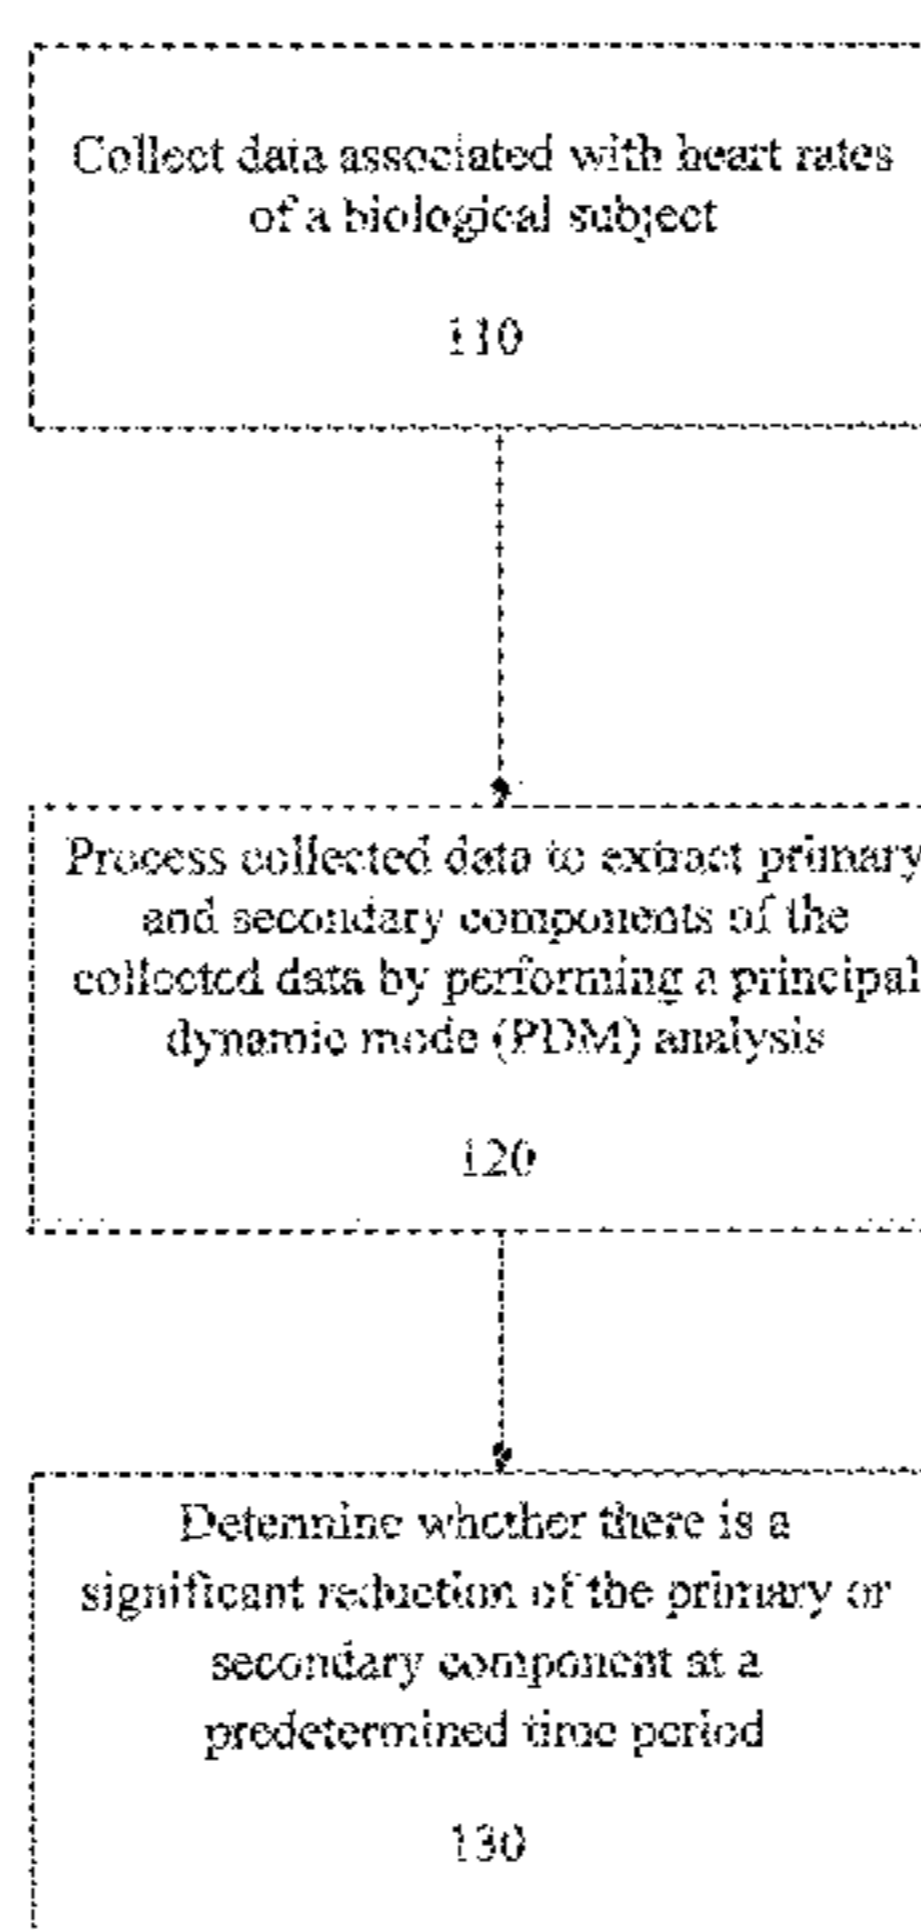 Collect data associated with heart rates
of a biological subject
110
Process collected data to extract primary
and secondary components of the
collected data by performing a principal
dynamic mode (PDM) analysis
120
Determine whether there is a
significant reduction of the primary or
secondary component at a
predetermined time period
130